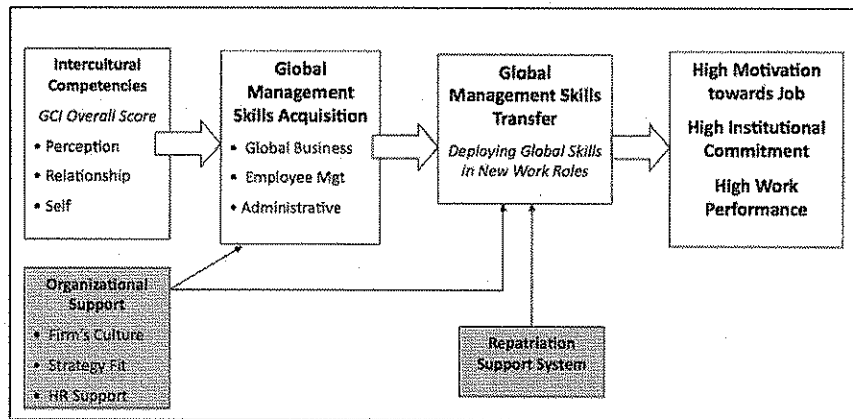 Intercultural
Competencies
GCI Overall Score
• Perception
• Relationship
• Self
Global
Management
Skills Acquisition
• Global Business
• Employee Mgt
• Administrative
Global
Management Skills
Transfer
Deploying Global Skills
in New Work Roles
High Motivation
towards Job
High Institutional
Commitment
High Work
Performance
Organizational
Support
• Firm's Culture
• Strategy Fit
• HR Support
Repatriation
Support System